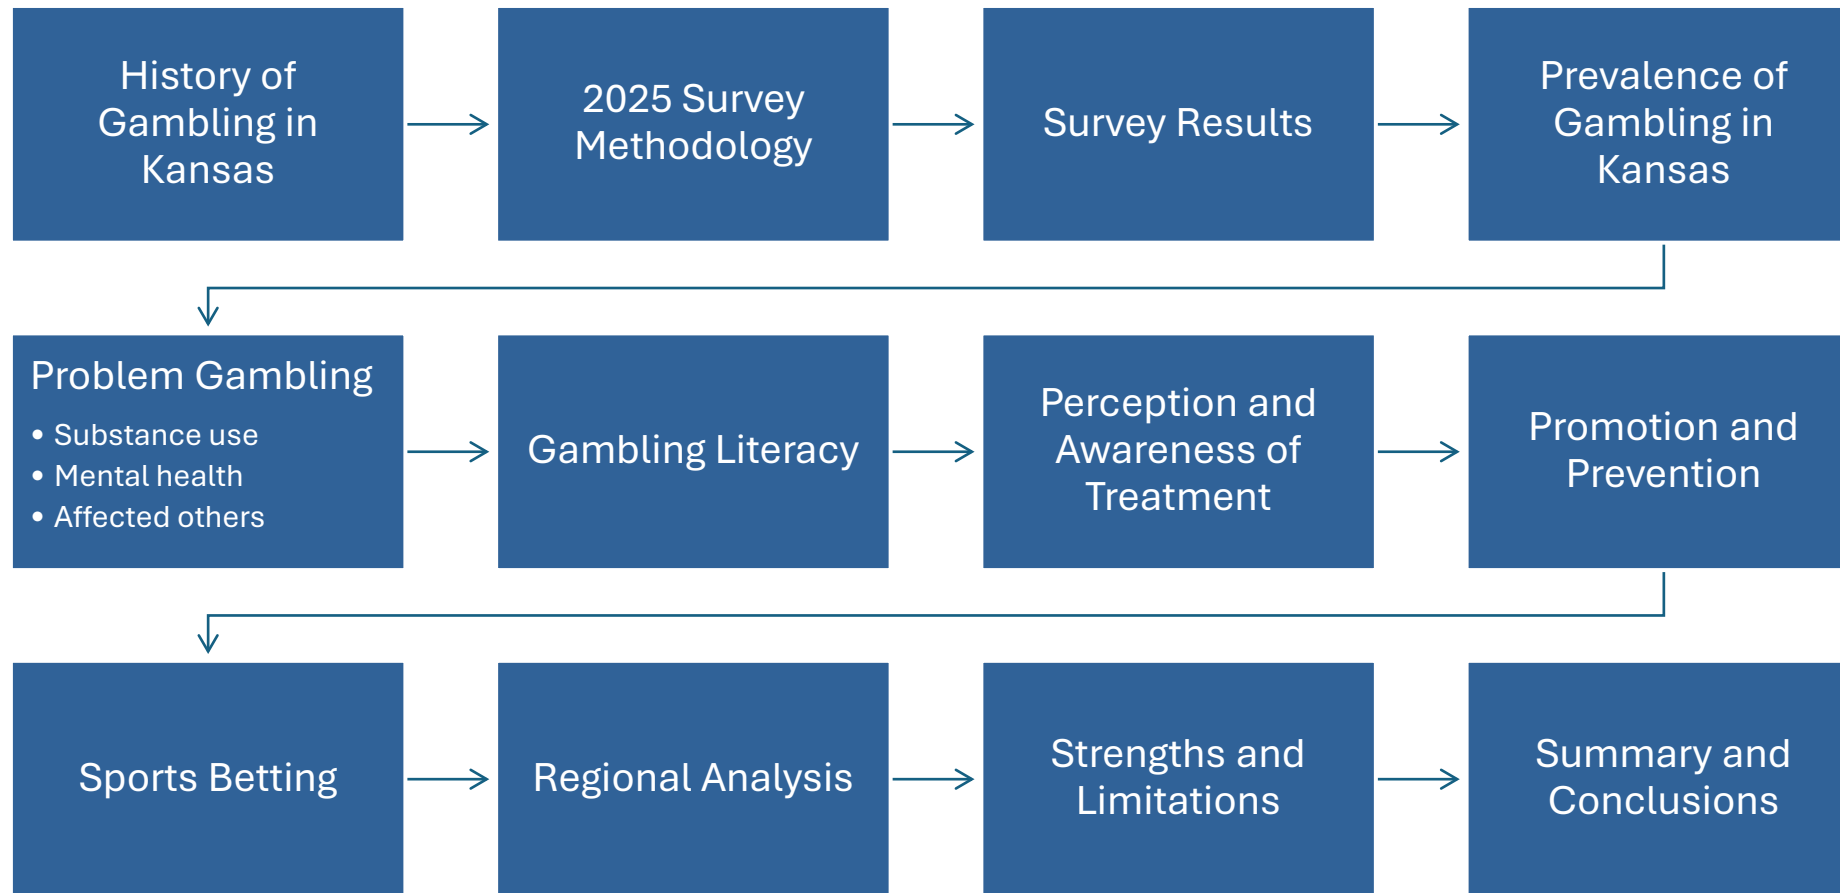 History of
Gambling in
Kansas
2025 Survey
Methodology
Survey Results
Prevalence of
Gambling in
Kansas
Problem Gambling
• Substance use
• Mental health
• Affected others
Gambling Literacy
Perception and
Awareness of
Treatment
Promotion and
Prevention
Sports Betting
Regional Analysis
Strengths and
Limitations
Summary and
Conclusions